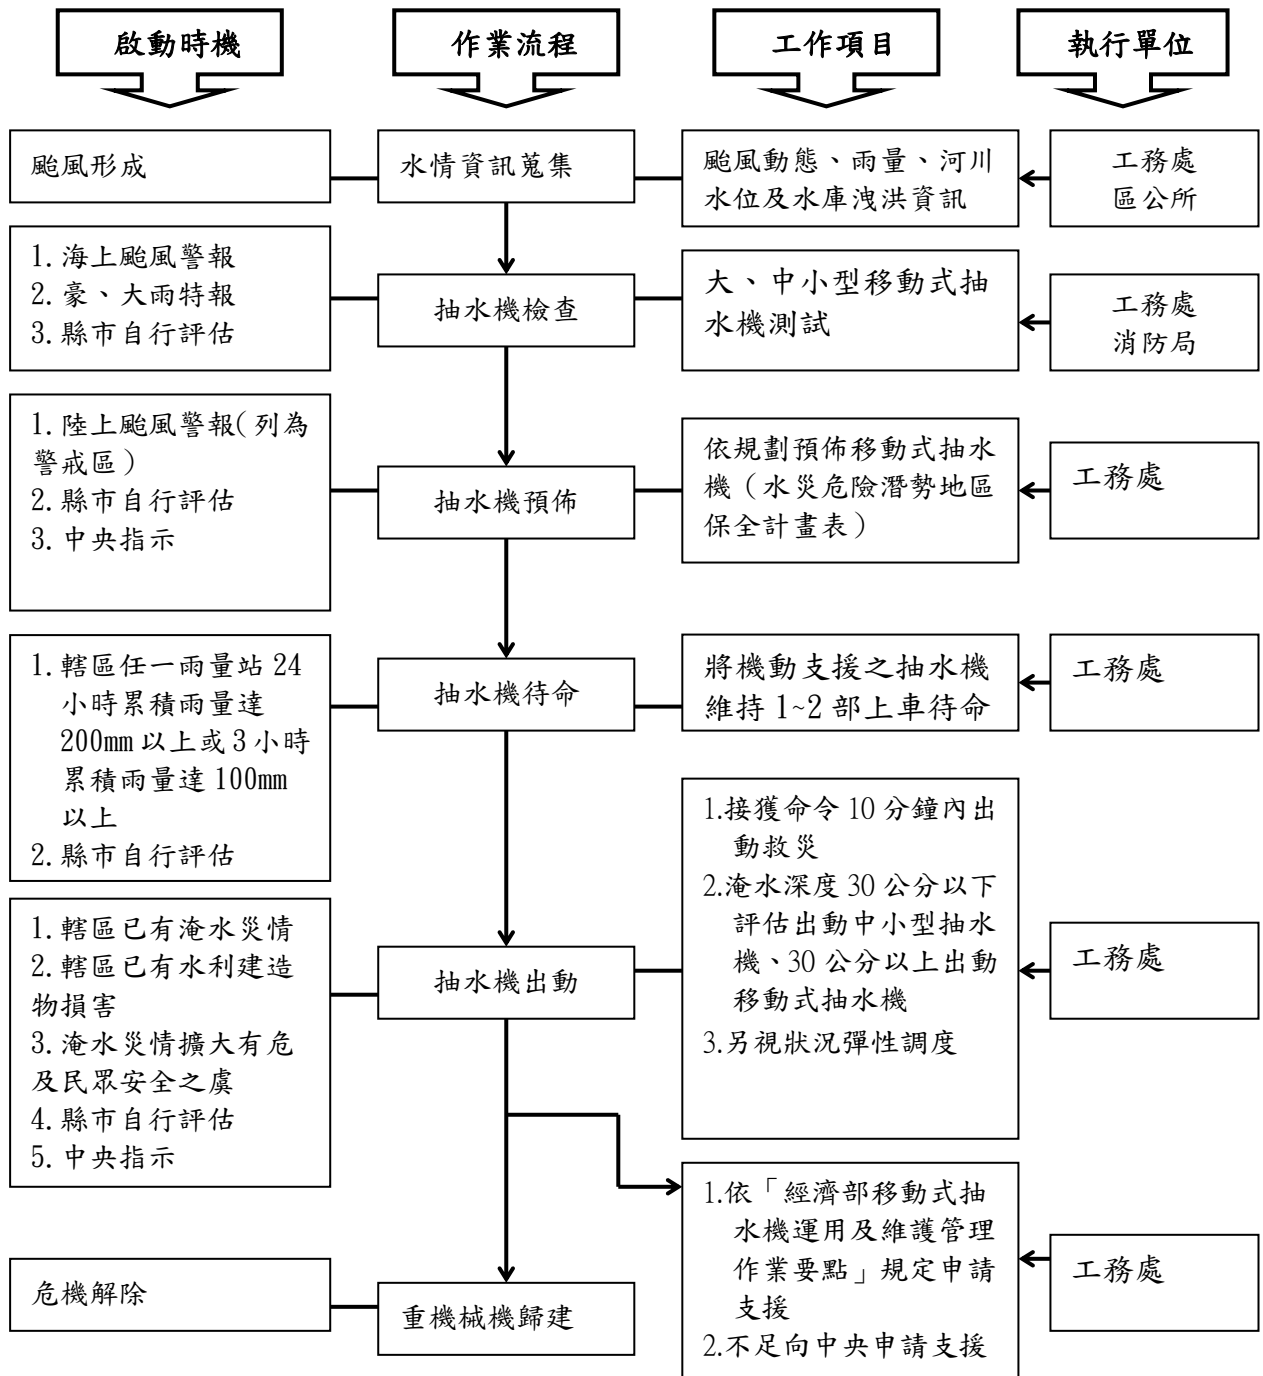 啟動時機
作業流程
工作項目
執行單位
颱風形成
水情資訊蒐集
颱風動態、雨量、河川
水位及水庫洩洪資訊
工務處
區公所
1. 海上颱風警報
2. 豪、大雨特報
3. 縣市自行評估
抽水機檢查
大、中小型移動式抽
水機測試
工務處
消防局
1. 陸上颱風警報(列為
警戒區)
2. 縣市自行評估
3. 中央指示
抽水機預佈
依規劃預佈移動式抽水
機(水災危險潛勢地區
保全計畫表)
工務處
1. 轄區任一雨量站 24
小時累積雨量達
200mm 以上或 3 小時
累積雨量達 100mm
以上
2. 縣市自行評估
抽水機待命
將機動支援之抽水機
維持 1~2 部上車待命
工務處
1. 轄區已有淹水災情
2. 轄區已有水利建造
物損害
3. 淹水災情擴大有危
及民眾安全之虞
4. 縣市自行評估
5. 中央指示
抽水機出動
1.接獲命令 10 分鐘內出
動救災
2.淹水深度 30 公分以下
評估出動中小型抽水
機、30 公分以上出動
移動式抽水機
3.另視狀況彈性調度
工務處
危機解除
重機械機歸建
1.依「經濟部移動式抽
水機運用及維護管理
作業要點」規定申請
支援
2.不足向中央申請支援
工務處